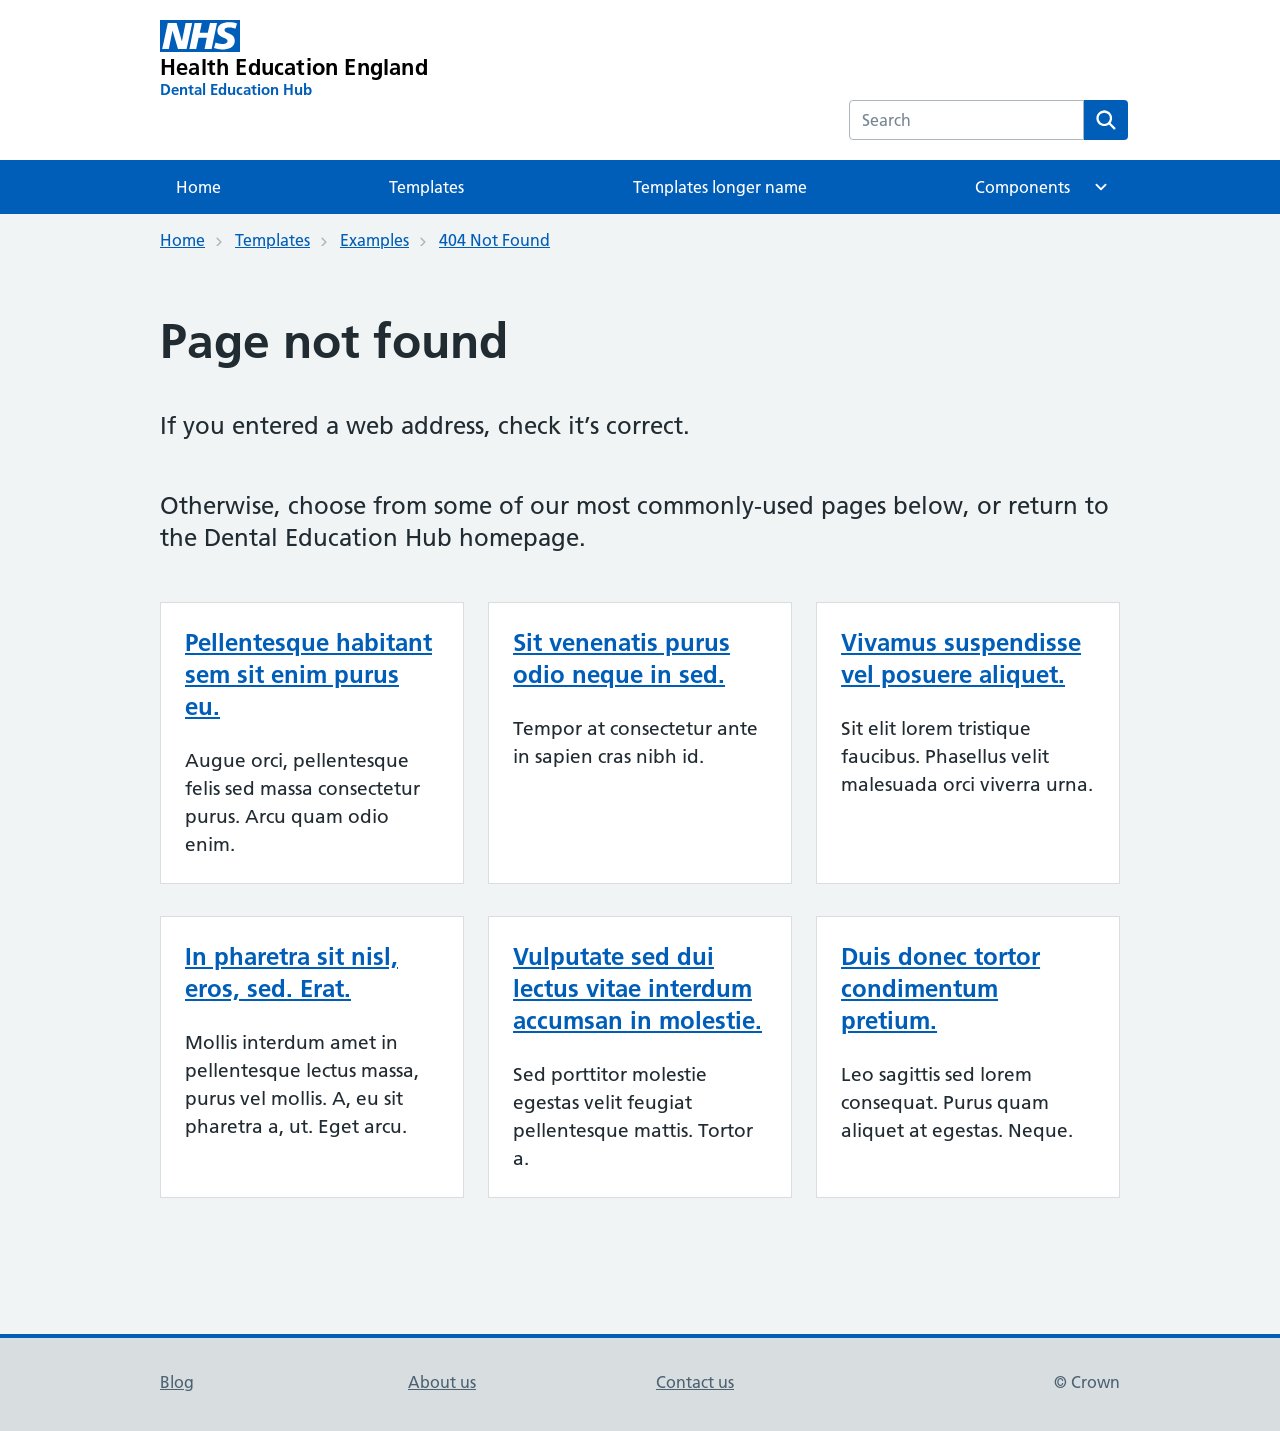 NHS
Health Education England
Dental Education Hub
Search
Home
Templates
Templates longer name
Components
Home
Templates
Examples
404 Not Found
Page not found
If you entered a web address, check it’s correct.
Otherwise, choose from some of our most commonly-used pages below, or return to
the Dental Education Hub homepage.
Pellentesque habitant
sem sit enim purus
eu.
Augue orci, pellentesque
felis sed massa consectetur
purus. Arcu quam odio
enim.
Sit venenatis purus
odio neque in sed.
Tempor at consectetur ante
in sapien cras nibh id.
Vivamus suspendisse
vel posuere aliquet.
Sit elit lorem tristique
faucibus. Phasellus velit
malesuada orci viverra urna.
In pharetra sit nisl,
eros, sed. Erat.
Mollis interdum amet in
pellentesque lectus massa,
purus vel mollis. A, eu sit
pharetra a, ut. Eget arcu.
Vulputate sed dui
lectus vitae interdum
accumsan in molestie.
Sed porttitor molestie
egestas velit feugiat
pellentesque mattis. Tortor
a.
Duis donec tortor
condimentum
pretium.
Leo sagittis sed lorem
consequat. Purus quam
aliquet at egestas. Neque.
Blog
About us
Contact us
© Crown